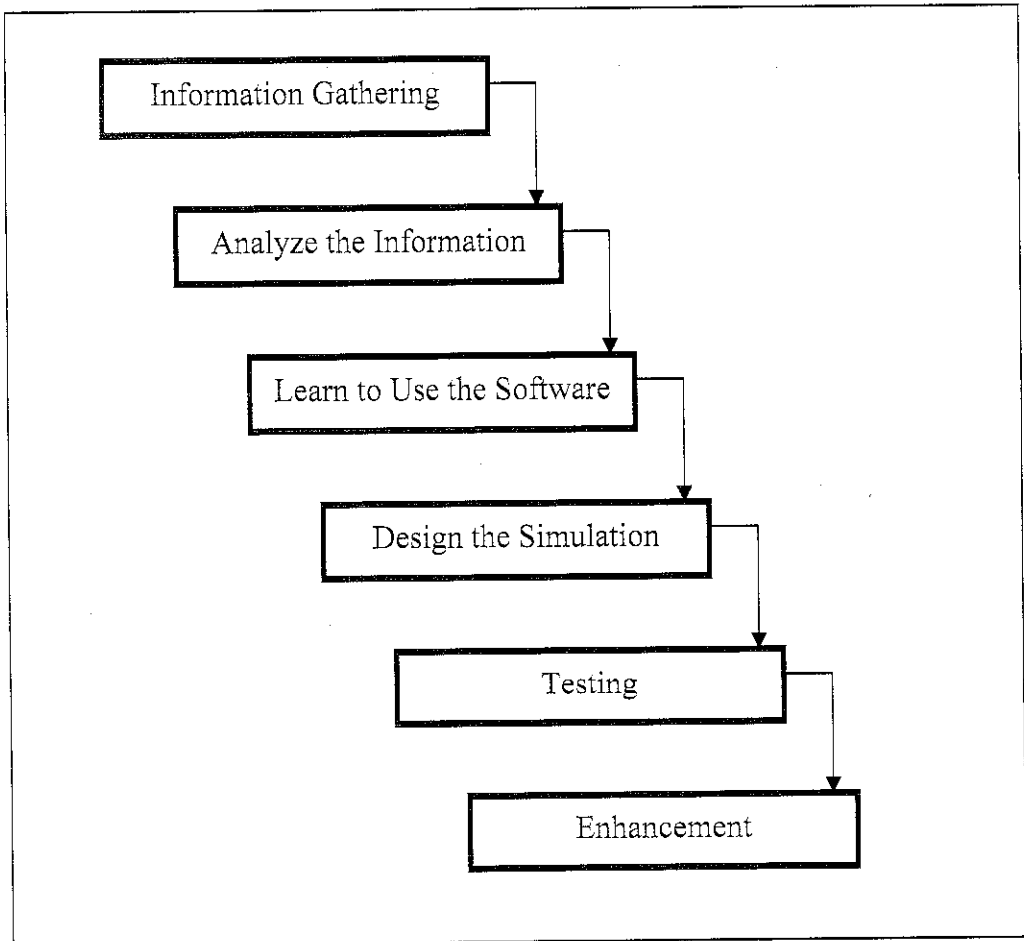 Information Gathering
Analyze the Information
Learn to Use the Software
Design the Simulation
Testing
Enhancement